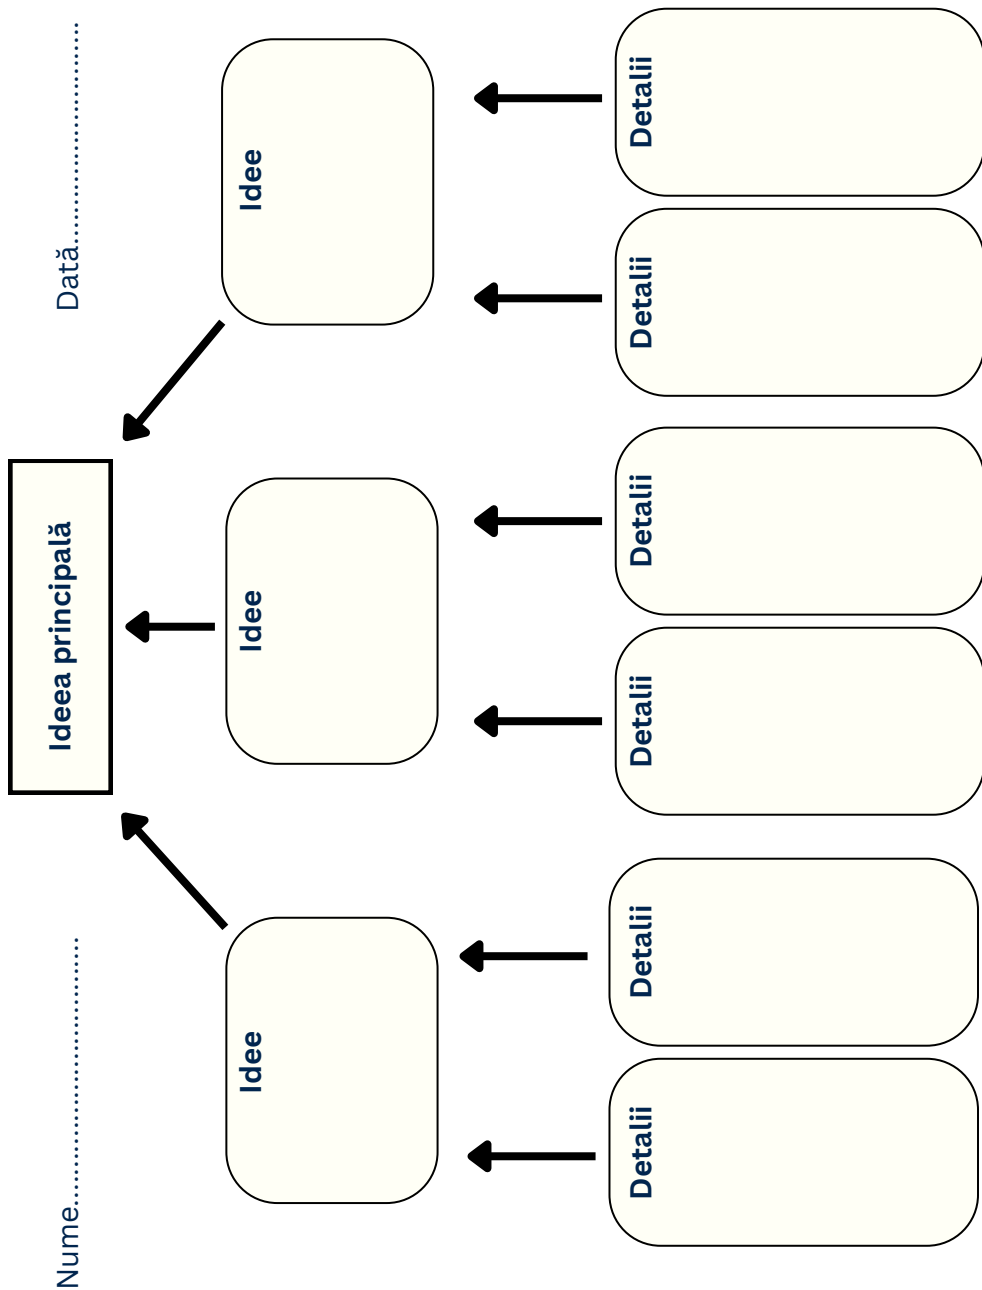 Nume....................................... Dată................................
Ideea principală
Idee
Idee
Idee
Detalii
Detalii
Detalii
Detalii
Detalii
Detalii